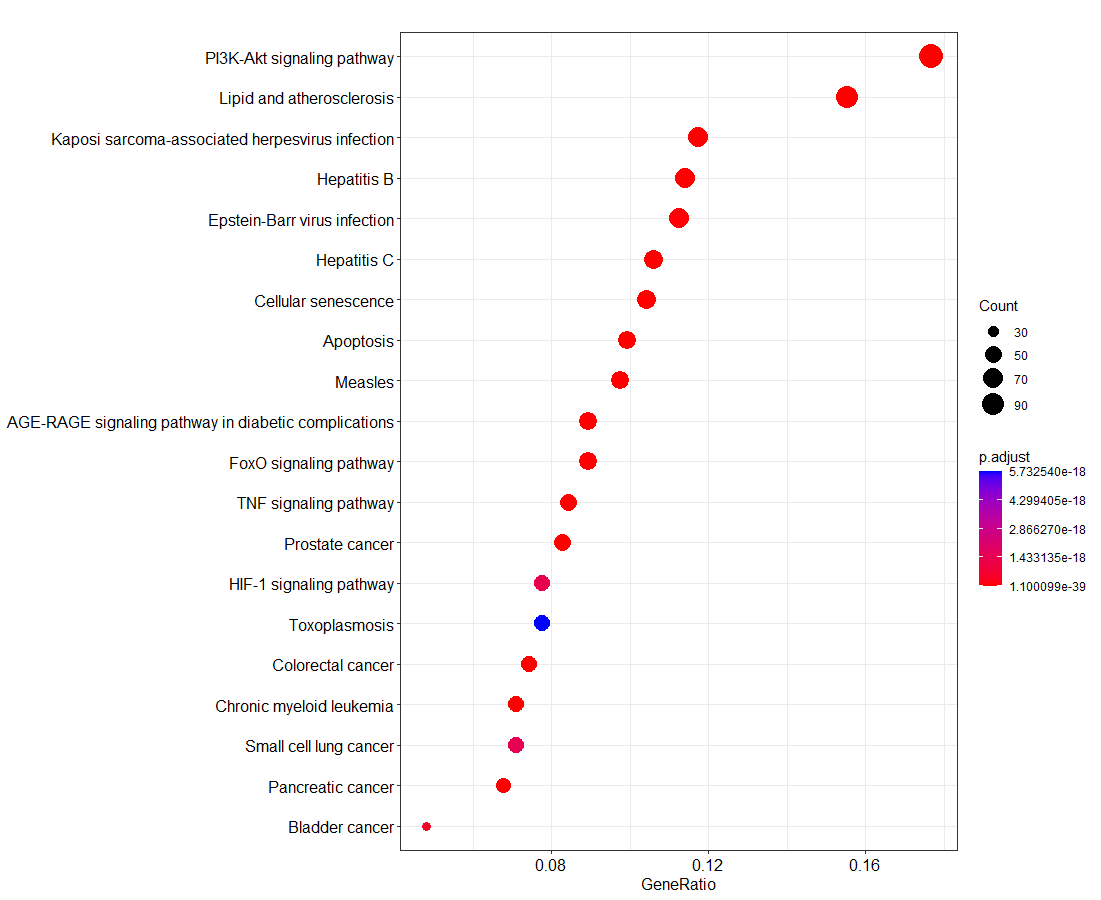 PI3K-Akt signaling pathway
Lipid and atherosclerosis
Kaposi sarcoma-associated herpesvirus infection
Hepatitis B
Epstein-Barr virus infection
Hepatitis C
Cellular senescence
Apoptosis
Measles
AGE-RAGE signaling pathway in diabetic complications
FoxO signaling pathway
TNF signaling pathway
Prostate cancer
HIF-1 signaling pathway
Toxoplasmosis
Colorectal cancer
Chronic myeloid leukemia
Small cell lung cancer
Pancreatic cancer
Bladder cancer
0.08 0.12 0.16
GeneRatio
Count
30
50
70
90
p.adjust
5.732540e-18
4.299405e-18
2.866270e-18
1.433135e-18
1.100099e-39